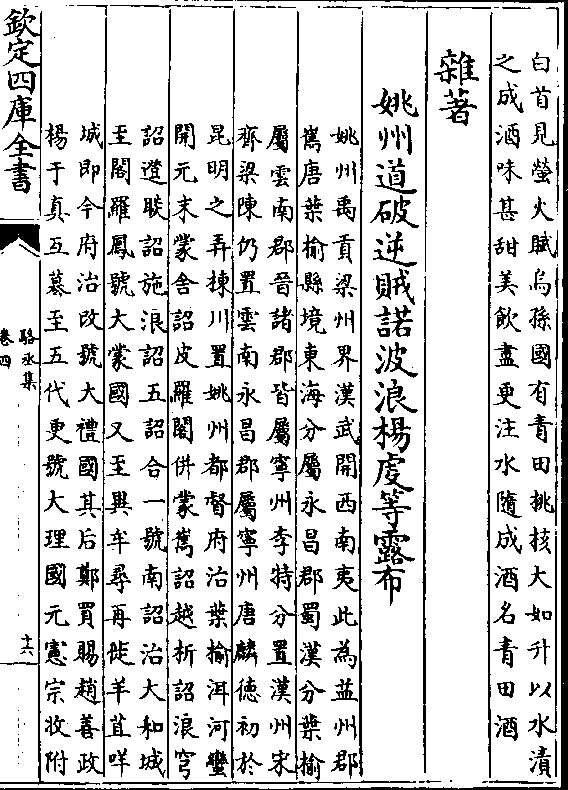 白首見螢火賦烏孫國有青田挑核大如升以水漬
之成酒味甚甜美飲盡更注水隨成酒名青田酒
雜著
姚州道破逆賊諾波浪楊虔等露布
姚州禹貢梁州界漢武開西南夷此為益州郡
嶲唐葉榆縣境東海分屬永昌郡蜀漢分葉榆
屬雲南郡晉諸郡皆屬寧州李特分置漢州宋
齊梁陳仍置雲南永昌郡屬寧州唐麟德初於
昆明之弄棟川置姚州都督府治葉榆洱河蠻
開元末蒙舍詔皮羅閣併蒙嶲詔越析詔浪穹
詔邆睒詔施浪詔五詔合一號南詔治大和城
至閣羅鳳號大蒙國又至異牟尋再徙羊苴咩
城即今府治改號大禮國其后鄭買賜趙善政
楊于真互篡至五代更號大理國元憲宗收附
欽定四庫全書
駱丞集
卷四
十六